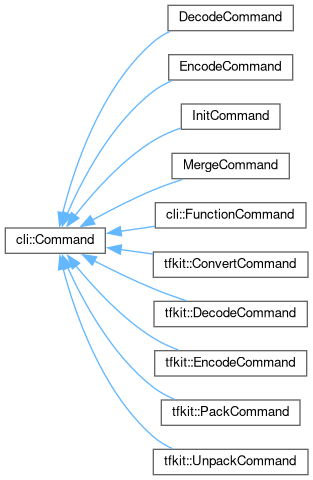 DecodeCommand
EncodeCommand
InitCommand
MergeCommand
cli::FunctionCommand
cli::Command
tfkit::ConvertCommand
tfkit::DecodeCommand
tfkit::EncodeCommand
tfkit::PackCommand
tfkit::UnpackCommand